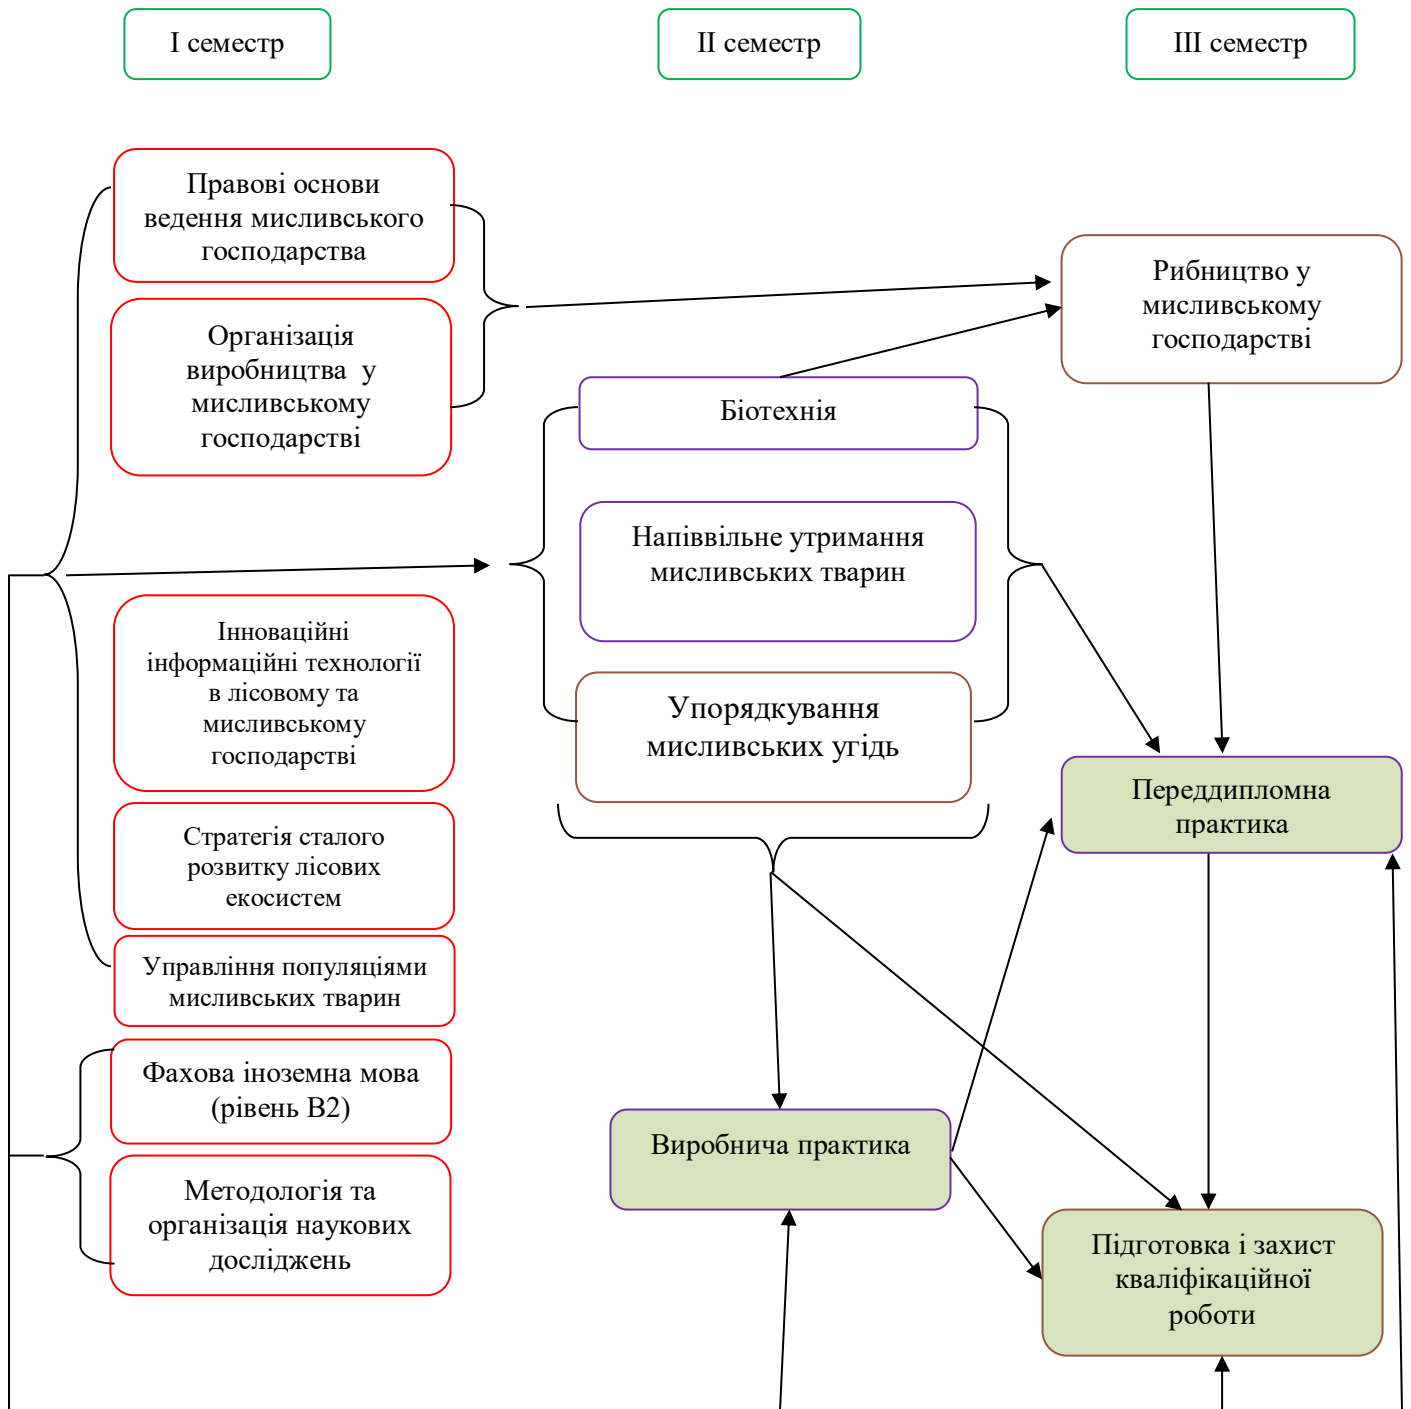 І семестр
ІІ семестр
ІІІ семестр
Правові основи
ведення мисливського
господарства
Організація
виробництва у
мисливському
господарстві
Інноваційні
інформаційні технології
в лісовому та
мисливському
господарстві
Стратегія сталого
розвитку лісових
екосистем
Управління популяціями
мисливських тварин
Фахова іноземна мова
(рівень В2)
Методологія та
організація наукових
досліджень
Біотехнія
Напіввільне утримання
мисливських тварин
Упорядкування
мисливських угідь
Виробнича практика
Рибництво у
мисливському
господарстві
Переддипломна
практика
Підготовка і захист
кваліфікаційної
роботи